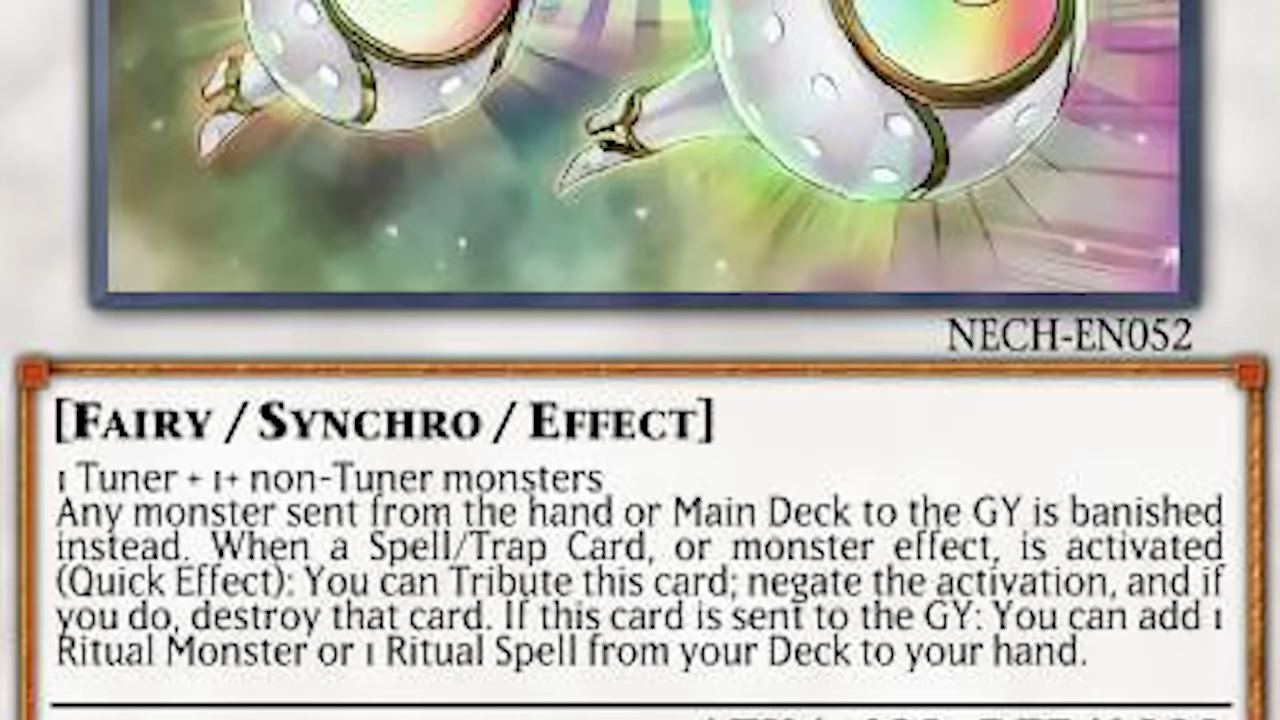 NECH-EN052
[FAIRY / SYNCHRO / EFFECT]
1 Tuner + 1+ non-Tuner monsters
Any monster sent from the hand or Main Deck to the GY is banished
instead. When a Spell/Trap Card, or monster effect, is activated
(Quick Effect): You can Tribute this card; negate the activation, and if
you do, destroy that card. If this card is sent to the GY: You can add 1
Ritual Monster or 1 Ritual Spell from your Deck to your hand.